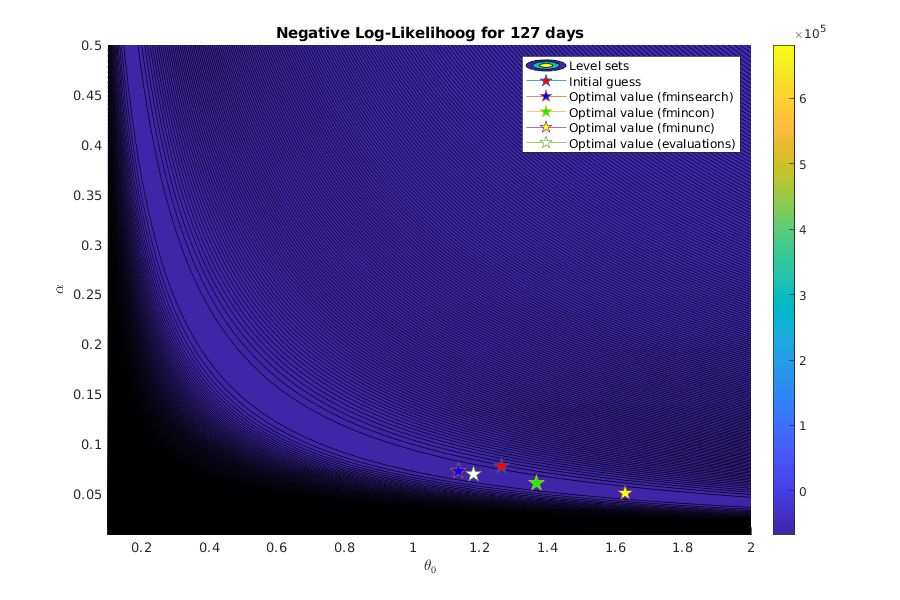 Negative Log-Likelihoog for 127 days
×10^5
0.5
0.45
0.4
0.35
0.3
0.25
0.2
0.15
0.1
0.05
α
Level sets
Initial guess
Optimal value (fminsearch)
Optimal value (fmincon)
Optimal value (fminunc)
Optimal value (evaluations)
6
5
4
3
2
1
0
0.2 0.4 0.6 0.8 1 1.2 1.4 1.6 1.8 2
θ₀